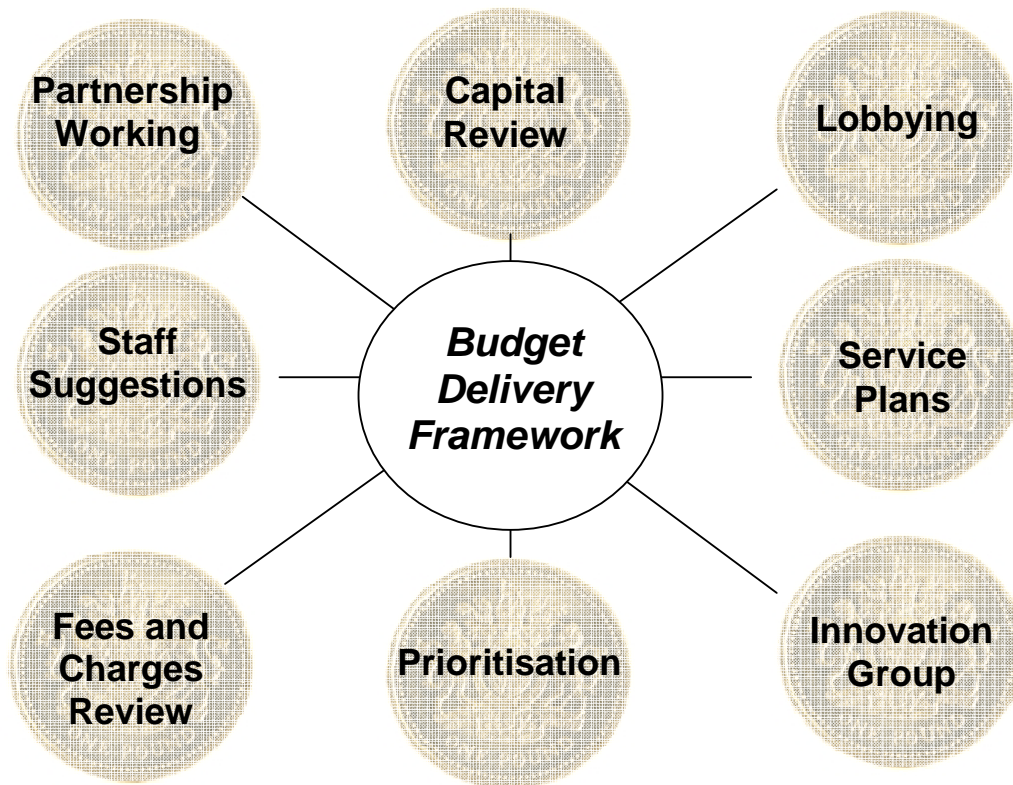 Partnership
Working
Capital
Review
Lobbying
Staff
Suggestions
Budget
Delivery
Framework
Service
Plans
Fees and
Charges
Review
Prioritisation
Innovation
Group